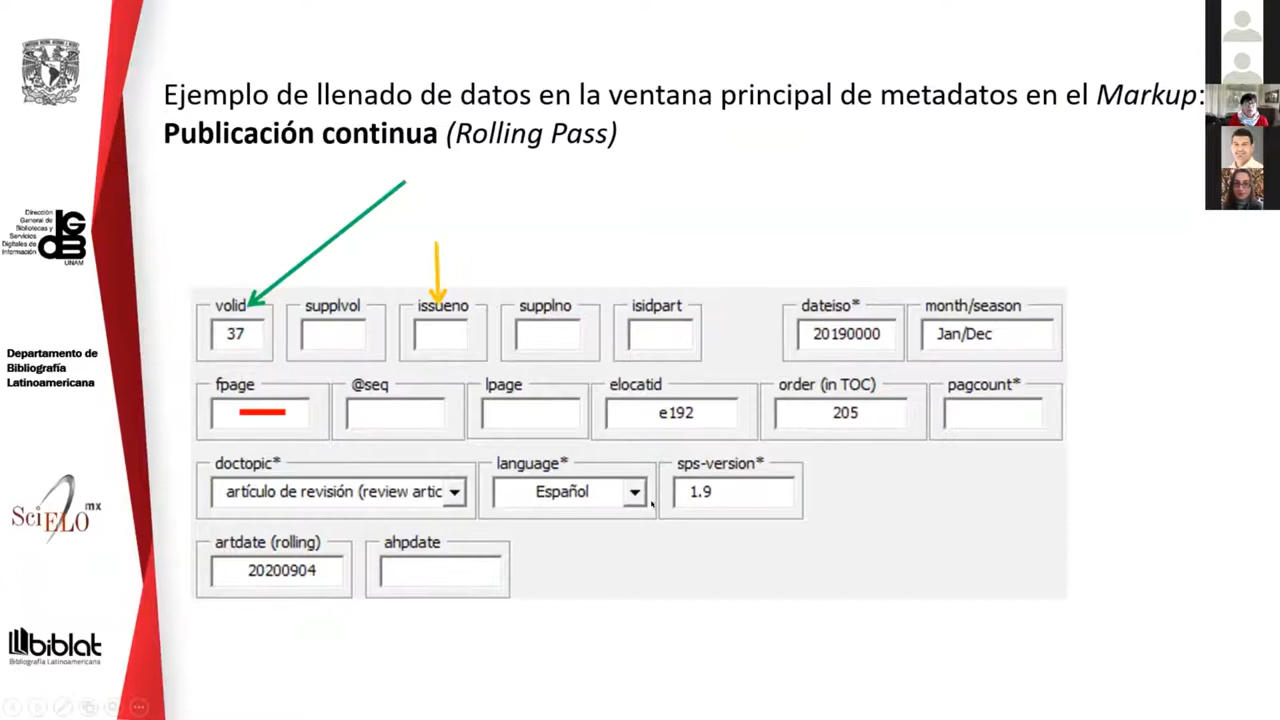 Ejemplo de llenado de datos en la ventana principal de metadatos en el Markup:
Publicación continua (Rolling Pass)
Dirección
General de
Bibliotecas y
Servicios
Digitales de
Información
DGB
UNAM
Departamento de
Bibliografía
Latinoamericana
SciELO mx
biblat
Bibliografía Latinoamericana
volid
supplvol
issueno
supplno
isidpart
dateiso*
month/season
37
20190000
Jan/Dec
fpage
@seq
lpage
elocatid
order (in TOC)
pagcount*
e192
205
doctopic*
language*
sps-version*
artículo de revisión (review artic
Español
1.9
artdate (rolling)
ahpdate
20200904